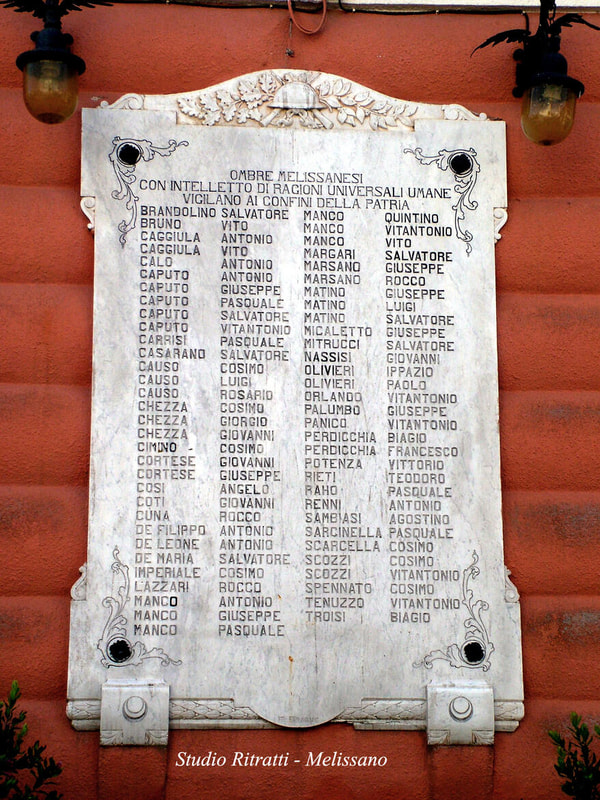 OMBRE MELISSANESI
CON INTELLETTO DI RAGIONI UNIVERSALI UMANE
VIGILANO AI CONFINI DELLA PATRIA
BRANDOLINO SALVATORE
BRUNO VITO
CAGGIULA ANTONIO
CAGGIULA VITO
CALO ANTONIO
CAPUTO ANTONIO
CAPUTO GIUSEPPE
CAPUTO PASQUALE
CAPUTO SALVATORE
CAPUTO VITANTONIO
CARRISI PASQUALE
CASARANO SALVATORE
CAUSO COSIMO
CAUSO LUIGI
CAUSO ROSARIO
CHEZZA COSIMO
CHEZZA GIORGIO
CHEZZA GIOVANNI
CIMINO COSIMO
CORTESE GIOVANNI
CORTESE GIUSEPPE
COSI ANGELO
COTI GIOVANNI
CUNA ROCCO
DE FILIPPO ANTONIO
DE LEONE ANTONIO
DE MARIA SALVATORE
IMPERIALE COSIMO
LAZZARI ROCCO
MANCO ANTONIO
MANCO GIUSEPPE
MANCO PASQUALE
MANCO QUINTINO
MANCO VITANTONIO
MANCO VITO
MARGARI SALVATORE
MARSANO GIUSEPPE
MARSANO ROCCO
MATINO GIUSEPPE
MATINO LUIGI
MATINO SALVATORE
MICALETTO GIUSEPPE
MITRUCCI SALVATORE
NASSISI GIOVANNI
OLIVIERI IPPAZIO
OLIVIERI PAOLO
ORLANDO VITANTONIO
PALUMBO GIUSEPPE
PANICO VITANTONIO
PERDICCHIA BIAGIO
PERDICCHIA FRANCESCO
POTENZA VITTORIO
RIETI TEODORO
RAHO PASQUALE
RENNI ANTONIO
SAMBIASI AGOSTINO
SARCINELLA PASQUALE
SCARCELLA COSIMO
SCOZZI COSIMO
SCOZZI VITANTONIO
SPENNATO COSIMO
TENUZZO VITANTONIO
TROISI BIAGIO
Studio Ritratti - Melissano